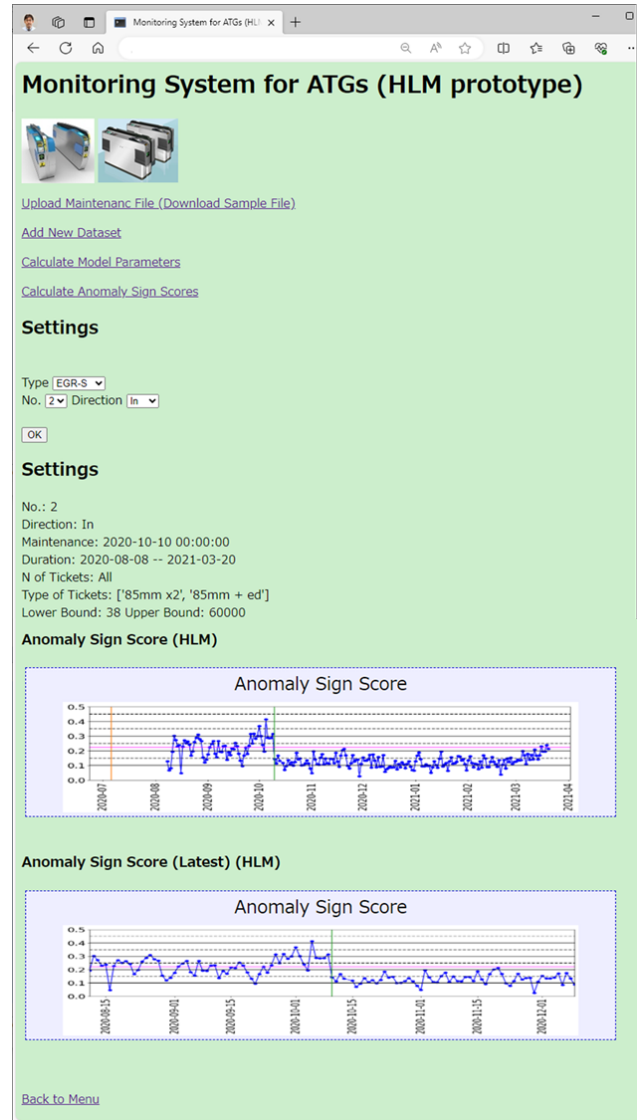 Monitoring System for ATGs (HLM
Monitoring System for ATGs (HLM prototype)
Upload Maintenanc File (Download Sample File)
Add New Dataset
Calculate Model Parameters
Calculate Anomaly Sign Scores
Settings
Type EGR-S
No. 2 Direction In
OK
Settings
No.: 2
Direction: In
Maintenance: 2020-10-10 00:00:00
Duration: 2020-08-08 -- 2021-03-20
N of Tickets: All
Type of Tickets: ['85mm x2', '85mm + ed']
Lower Bound: 38 Upper Bound: 60000
Anomaly Sign Score (HLM)
Anomaly Sign Score
0.5
0.4
0.3
0.2
0.1
0.0
2020-07 2020-08 2020-09 2020-10 2020-11 2020-12 2021-01 2021-02 2021-03 2021-04
Anomaly Sign Score (Latest) (HLM)
Anomaly Sign Score
0.5
0.4
0.3
0.2
0.1
0.0
2020-08-15 2020-09-01 2020-09-15 2020-10-01 2020-10-15 2020-11-01 2020-11-15 2020-12-01
Back to Menu